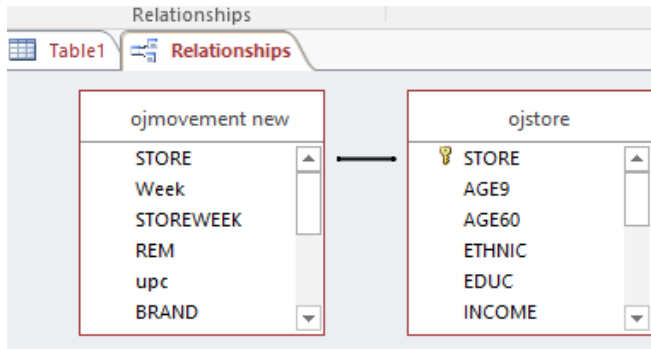 Relationships
Table1
Relationships
ojmovement new
STORE
Week
STOREWEEK
REM
upc
BRAND
ojstore
STORE
AGE9
AGE60
ETHNIC
EDUC
INCOME